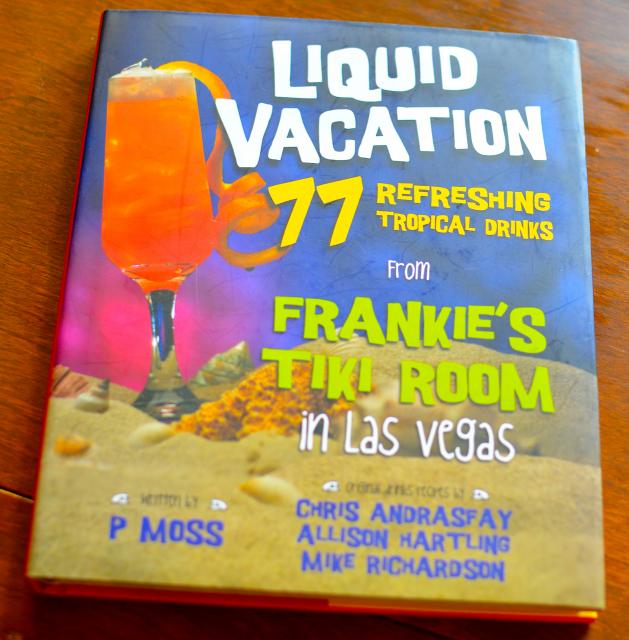 LIQUID
VACATION
77 REFRESHING
TROPICAL DRINKS
FROM
FRANKIE'S
TIKI ROOM
in Las Vegas
written by
P MOSS
original drinks recipes by
CHRIS ANDRASFAY
ALLISON HARTLING
MIKE RICHARDSON